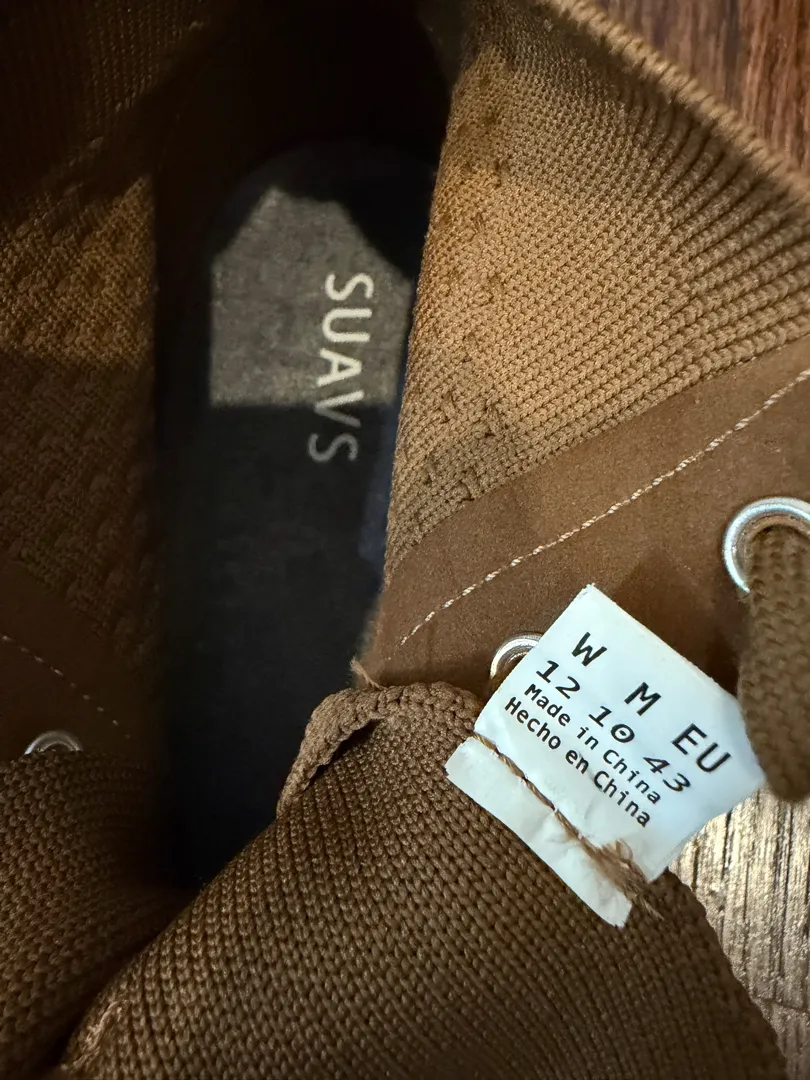 SUAVS
W M EU
12 10 43
Made in China
Hecho en China